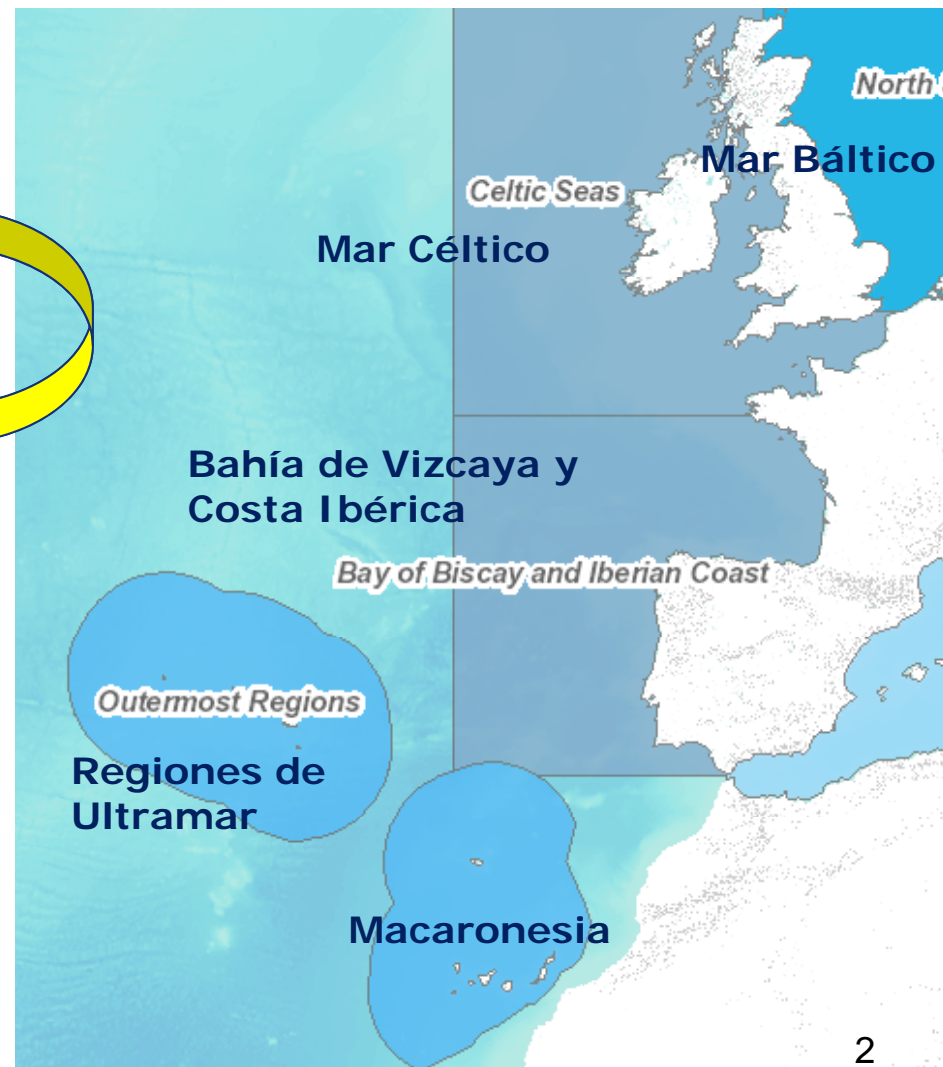 North
Mar Báltico
Celtic Seas
Mar Céltico
Bahía de Vizcaya y
Costa Ibérica
Bay of Biscay and Iberian Coast
Outermost Regions
Regiones de
Ultramar
Macaronesia
2